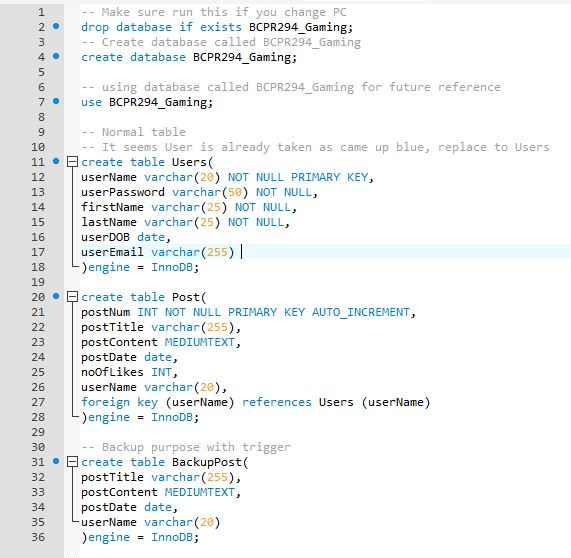 1 -- Make sure run this if you change PC
2 drop database if exists BCPR294_Gaming;
3 -- Create database called BCPR294_Gaming
4 create database BCPR294_Gaming;
5
6 -- using database called BCPR294_Gaming for future reference
7 use BCPR294_Gaming;
8
9 -- Normal table
10 -- It seems User is already taken as came up blue, replace to Users
11 create table Users(
12 userName varchar(20) NOT NULL PRIMARY KEY,
13 userPassword varchar(50) NOT NULL,
14 firstName varchar(25) NOT NULL,
15 lastName varchar(25) NOT NULL,
16 userDOB date,
17 userEmail varchar(255)
18 )engine = InnoDB;
19
20 create table Post(
21 postNum INT NOT NULL PRIMARY KEY AUTO_INCREMENT,
22 postTitle varchar(255),
23 postContent MEDIUMTEXT,
24 postDate date,
25 noOfLikes INT,
26 userName varchar(20),
27 foreign key (userName) references Users (userName)
28 )engine = InnoDB;
29
30 -- Backup purpose with trigger
31 create table BackupPost(
32 postTitle varchar(255),
33 postContent MEDIUMTEXT,
34 postDate date,
35 userName varchar(20)
36 )engine = InnoDB;